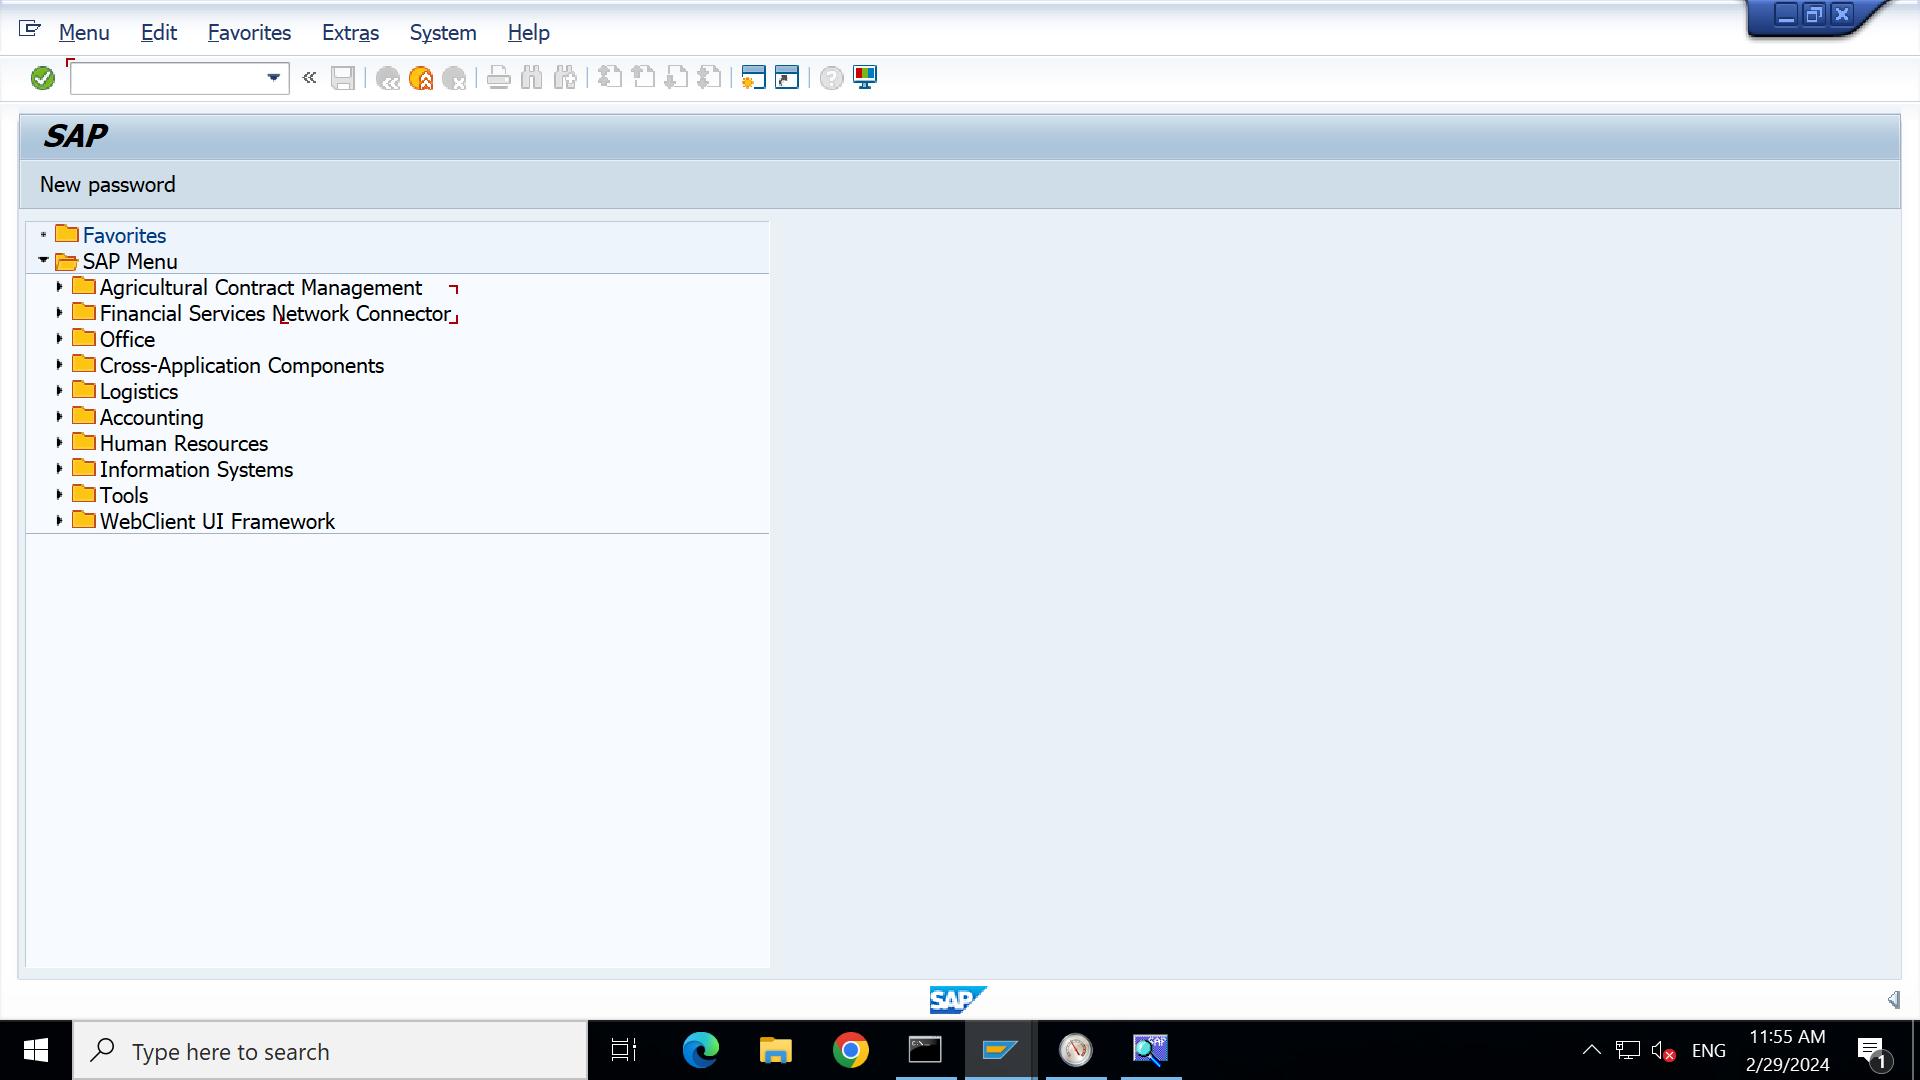 Menu Edit Favorites Extras System Help
SAP
New password
Favorites
SAP Menu
Agricultural Contract Management
Financial Services Network Connector
Office
Cross-Application Components
Logistics
Accounting
Human Resources
Information Systems
Tools
WebClient UI Framework
SAP
Type here to search
ENG
11:55 AM
2/29/2024
1